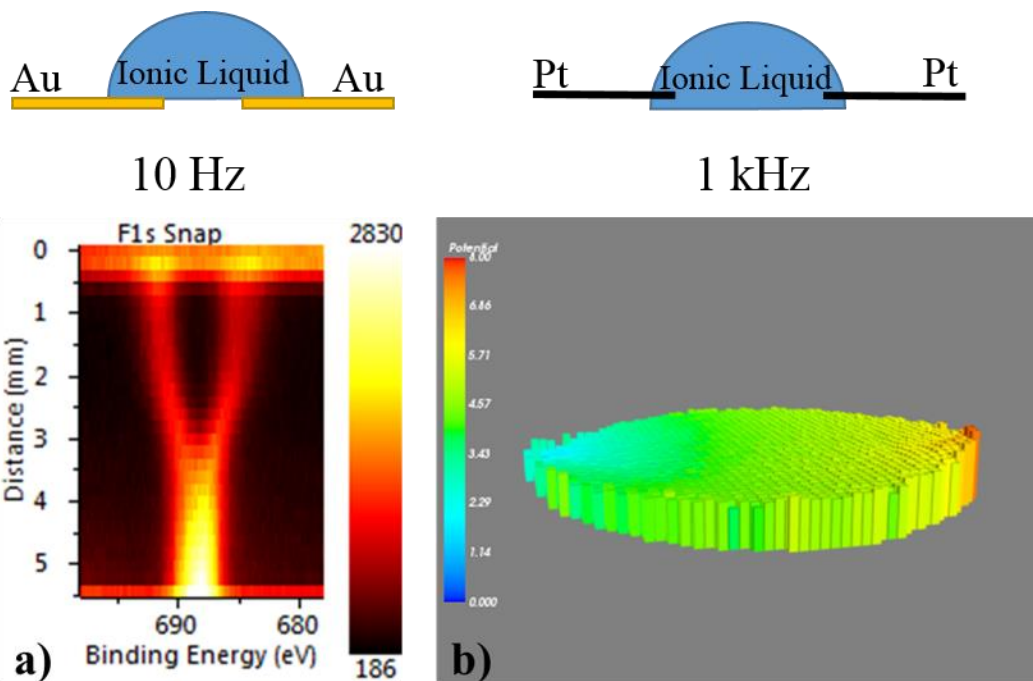 Au Ionic Liquid Au
Pt Ionic Liquid Pt
10 Hz
1 kHz
F1s Snap
2830
0
1
2
3
4
5
Distance (mm)
690 680
Binding Energy (eV)
186
a)
Potential
8.00
6.86
5.71
4.57
3.43
2.29
1.14
0.000
b)